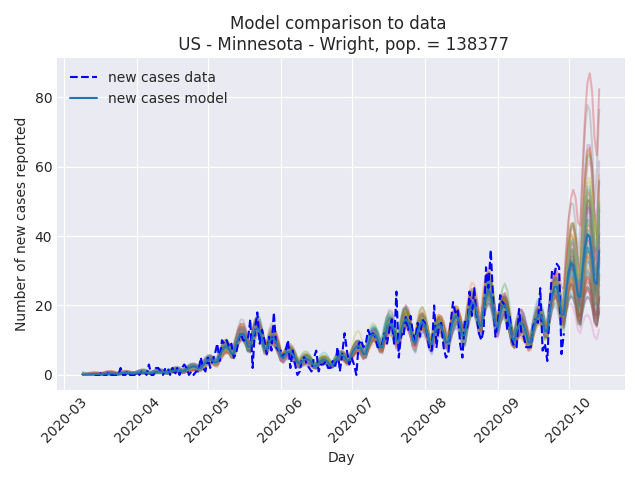 Model comparison to data
US - Minnesota - Wright, pop. = 138377
new cases data
new cases model
Number of new cases reported
80
60
40
20
0
2020-03
2020-04
2020-05
2020-06
2020-07
2020-08
2020-09
2020-10
Day